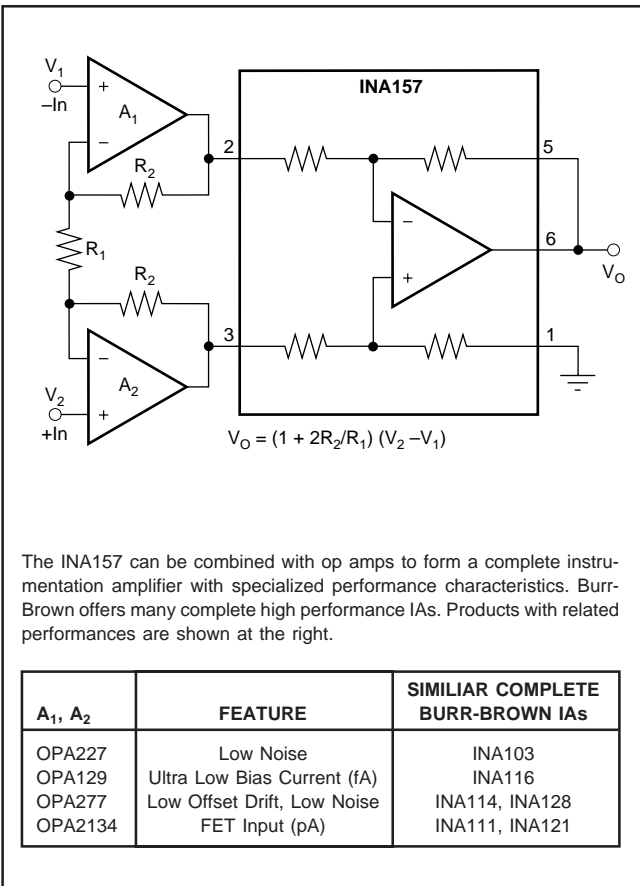 V1
–In
A1
R2
R1
R2
A2
V2
+In
INA157
2
5
6
VO
3
1
VO = (1 + 2R2/R1) (V2 –V1)
The INA157 can be combined with op amps to form a complete instru-
mentation amplifier with specialized performance characteristics. Burr-
Brown offers many complete high performance IAs. Products with related
performances are shown at the right.
A1, A2 FEATURE SIMILIAR COMPLETE
BURR-BROWN IAs
OPA227 Low Noise INA103
OPA129 Ultra Low Bias Current (fA) INA116
OPA277 Low Offset Drift, Low Noise INA114, INA128
OPA2134 FET Input (pA) INA111, INA121